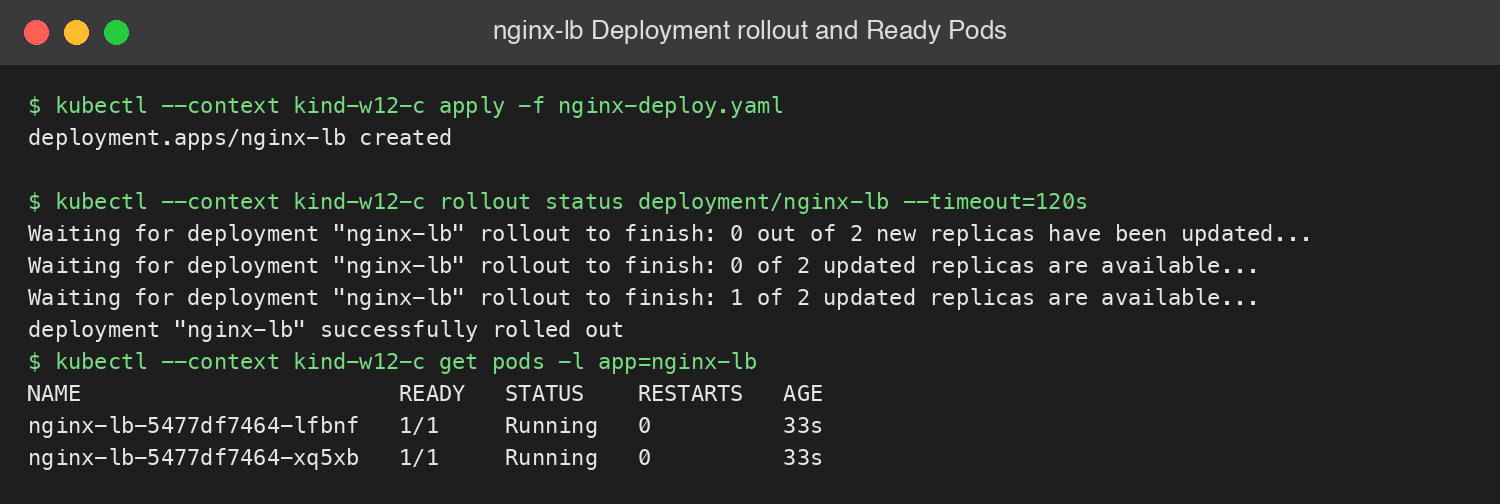 nginx-lb Deployment rollout and Ready Pods
$ kubectl --context kind-w12-c apply -f nginx-deploy.yaml
deployment.apps/nginx-lb created
$ kubectl --context kind-w12-c rollout status deployment/nginx-lb --timeout=120s
Waiting for deployment "nginx-lb" rollout to finish: 0 out of 2 new replicas have been updated...
Waiting for deployment "nginx-lb" rollout to finish: 0 of 2 updated replicas are available...
Waiting for deployment "nginx-lb" rollout to finish: 1 of 2 updated replicas are available...
deployment "nginx-lb" successfully rolled out
$ kubectl --context kind-w12-c get pods -l app=nginx-lb
NAME                        READY   STATUS    RESTARTS   AGE
nginx-lb-5477df7464-lfbnf   1/1     Running   0          33s
nginx-lb-5477df7464-xq5xb   1/1     Running   0          33s